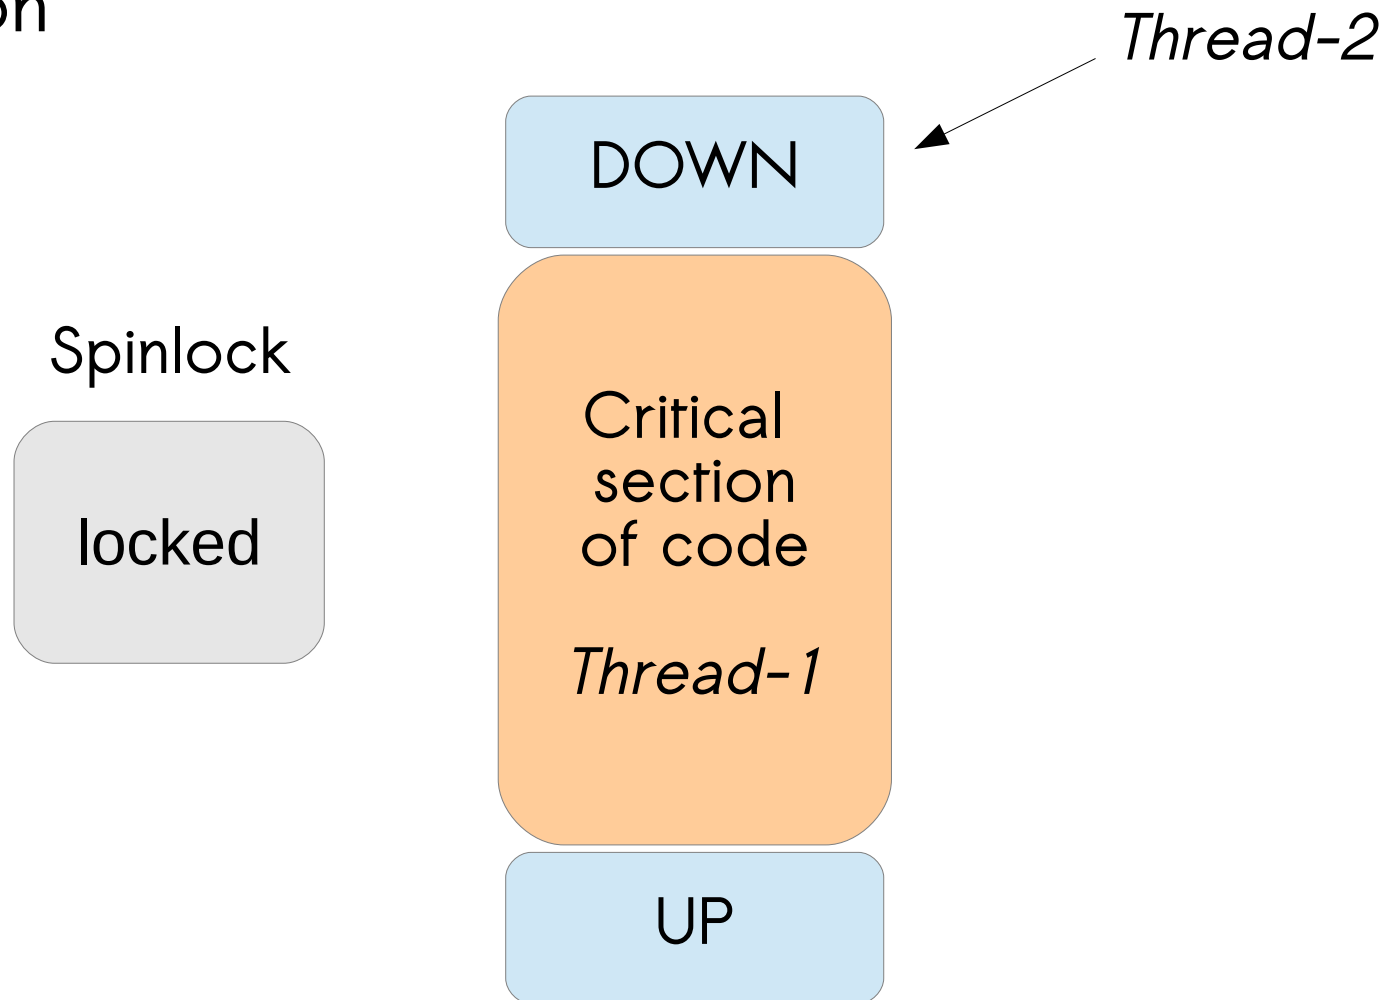 Thread-2
DOWN
Spinlock
locked
Critical
section
of code
Thread-1
UP